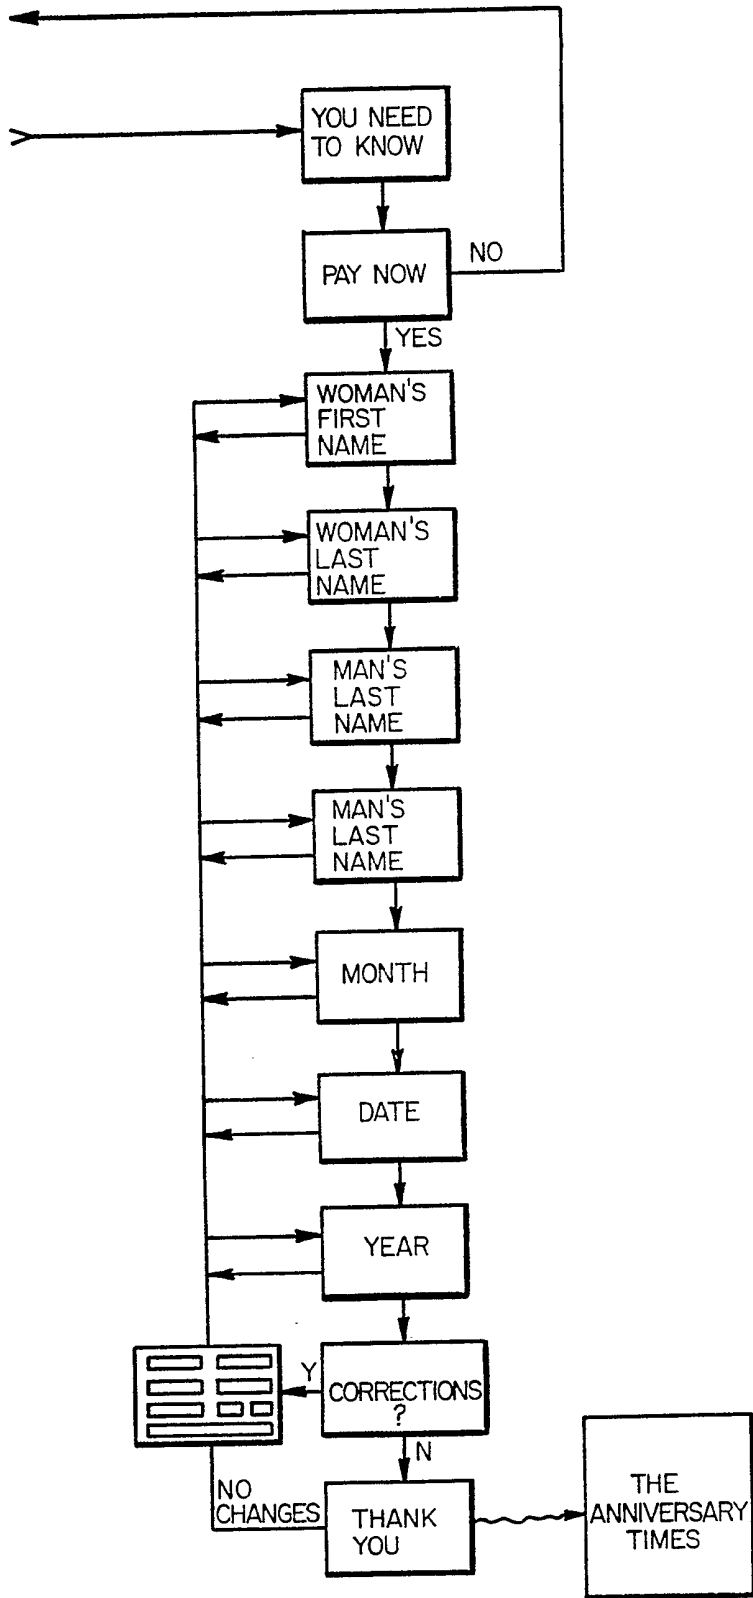 YOU NEED
TO KNOW
PAY NOW
NO
YES
WOMAN'S
FIRST
NAME
WOMAN'S
LAST
NAME
MAN'S
LAST
NAME
MAN'S
LAST
NAME
MONTH
DATE
YEAR
Y
CORRECTIONS
?
N
NO
CHANGES
THANK
YOU
THE
ANNIVERSARY
TIMES